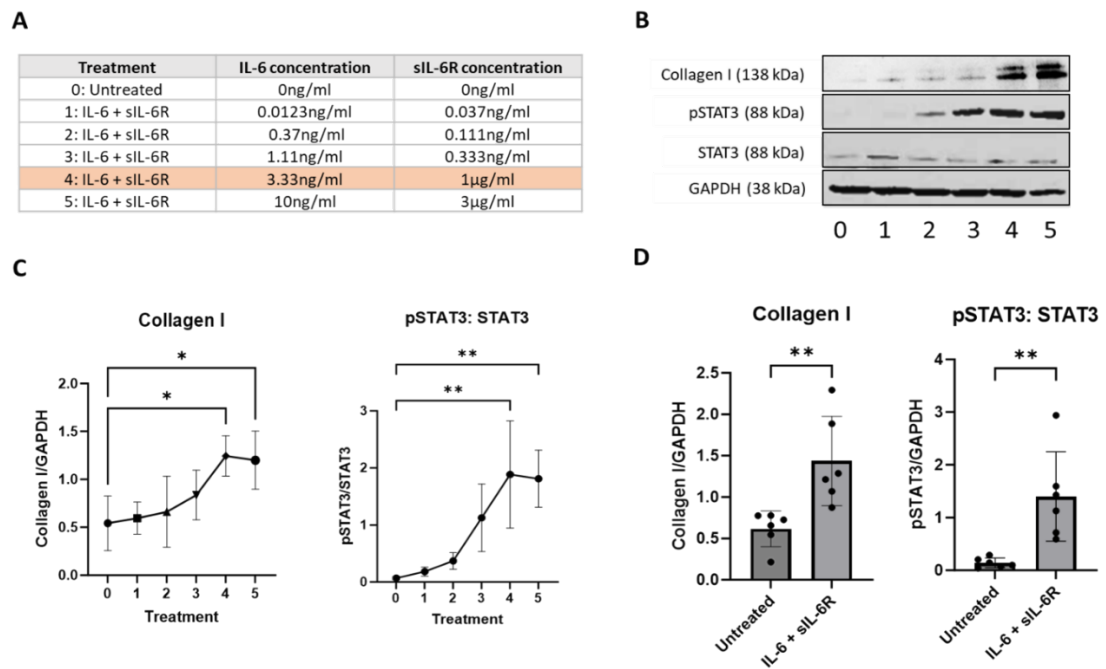 A
Treatment IL-6 concentration sIL-6R concentration
0: Untreated 0ng/ml 0ng/ml
1: IL-6 + sIL-6R 0.0123ng/ml 0.037ng/ml
2: IL-6 + sIL-6R 0.37ng/ml 0.111ng/ml
3: IL-6 + sIL-6R 1.11ng/ml 0.333ng/ml
4: IL-6 + sIL-6R 3.33ng/ml 1µg/ml
5: IL-6 + sIL-6R 10ng/ml 3µg/ml
B
Collagen I (138 kDa)
pSTAT3 (88 kDa)
STAT3 (88 kDa)
GAPDH (38 kDa)
0 1 2 3 4 5
C
Collagen I
*
*
Collagen I/GAPDH
2.0
1.5
1.0
0.5
0.0
0 1 2 3 4 5
Treatment
pSTAT3: STAT3
**
**
pSTAT3/STAT3
3
2
1
0
0 1 2 3 4 5
Treatment
D
Collagen I
**
Collagen I/GAPDH
2.5
2.0
1.5
1.0
0.5
0.0
Untreated
IL-6 + sIL-6R
pSTAT3: STAT3
**
pSTAT3/GAPDH
4
3
2
1
0
Untreated
IL-6 + sIL-6R